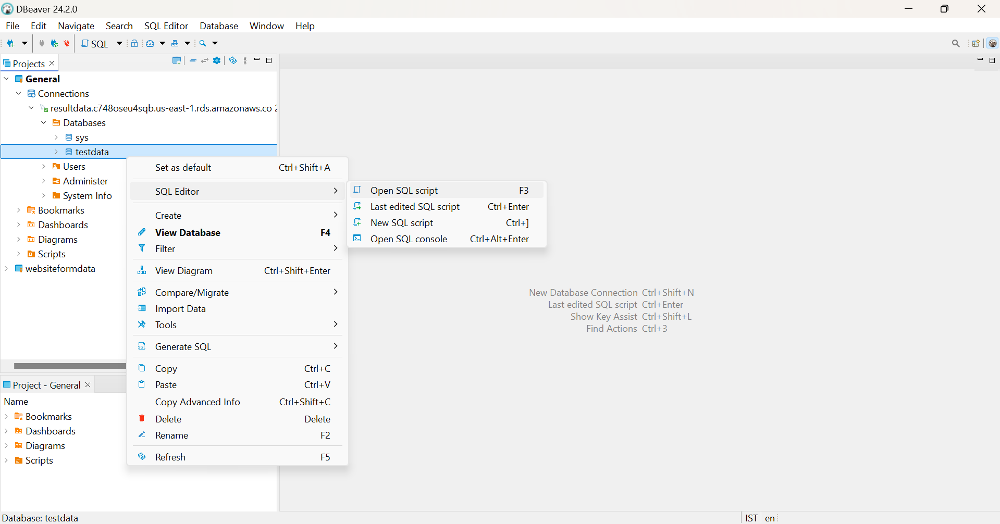 DBeaver 24.2.0
File Edit Navigate Search SQL Editor Database Window Help
SQL
Projects
General
Connections
resultdata.c748oseu4sqb.us-east-1.rds.amazonaws.co
Databases
sys
testdata
Users
Administer
System Info
Bookmarks
Dashboards
Diagrams
Scripts
websiteformdata
Set as default Ctrl+Shift+A
SQL Editor
Create
View Database F4
Filter
View Diagram Ctrl+Shift+Enter
Compare/Migrate
Import Data
Tools
Generate SQL
Copy Ctrl+C
Paste Ctrl+V
Copy Advanced Info Ctrl+Shift+C
Delete Delete
Rename F2
Refresh F5
Open SQL script F3
Last edited SQL script Ctrl+Enter
New SQL script Ctrl+]
Open SQL console Ctrl+Alt+Enter
New Database Connection Ctrl+Shift+N
Last edited SQL script Ctrl+Enter
Show Key Assist Ctrl+Shift+L
Find Actions Ctrl+3
Project - General
Name
Bookmarks
Dashboards
Diagrams
Scripts
Database: testdata
IST en